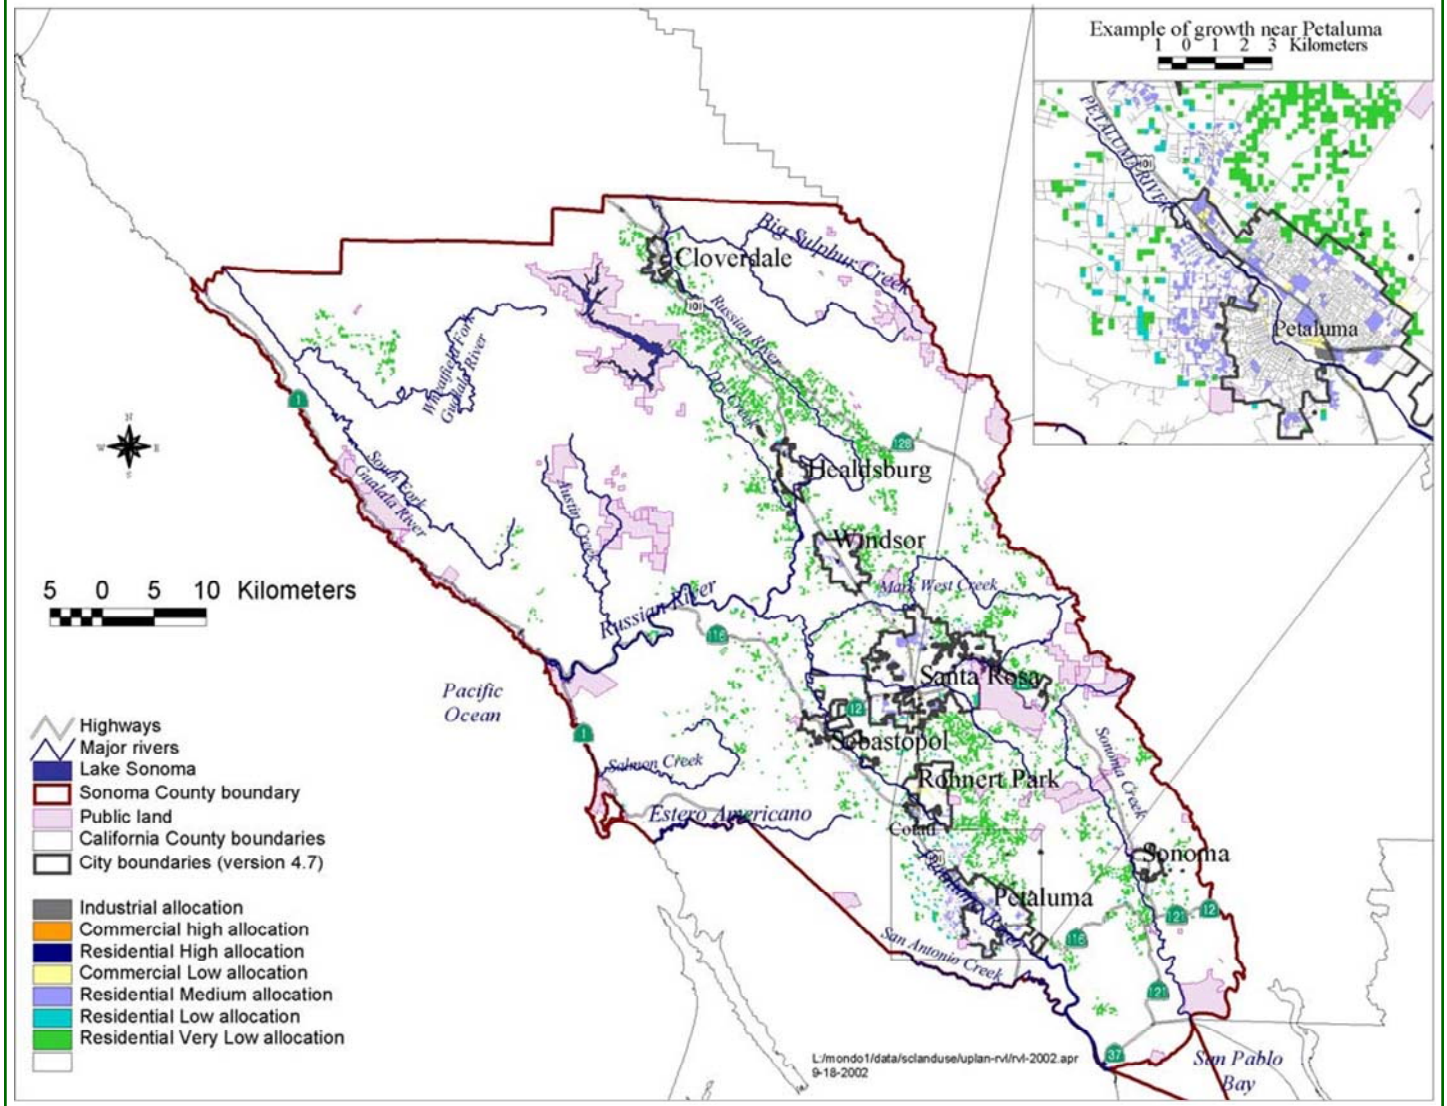 Example of growth near Petaluma
1 0 1 2 3 Kilometers
PETALUMA RIVER
101
Petaluma
Big Sulphur Creek
Cloverdale
101
Russian River
Wheatfield Fork
Gualala River
Dry Creek
1
N
W E
S
128
Healdsburg
South Fork
Gualala River
Austin Creek
Windsor
Mark West Creek
5 0 5 10 Kilometers
Russian River
116
Santa Rosa
12
Pacific
Ocean
1
Sebastopol
Sonoma Creek
Salmon Creek
Rohnert Park
Estero Americano
Cotati
101
Sonoma
Petaluma River
Petaluma
121
12
116
San Antonio Creek
121
37
San Pablo
Bay
Highways
Major rivers
Lake Sonoma
Sonoma County boundary
Public land
California County boundaries
City boundaries (version 4.7)
Industrial allocation
Commercial high allocation
Residential High allocation
Commercial Low allocation
Residential Medium allocation
Residential Low allocation
Residential Very Low allocation
L:/mondo1/data/sclanduse/uplan-rvl/rvl-2002.apr
9-18-2002